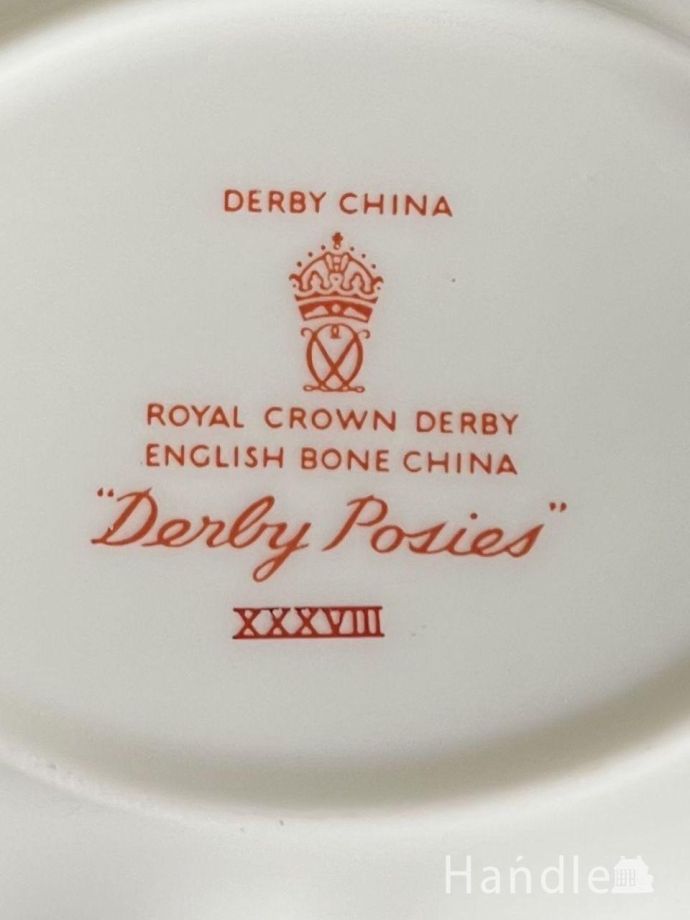 DERBY CHINA
ROYAL CROWN DERBY
ENGLISH BONE CHINA
"Derby Posies"
XXXVIII
Handle